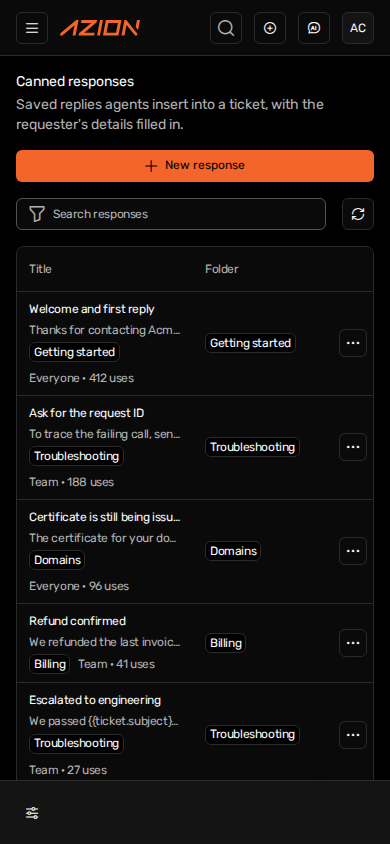 AZION
AI
AC
Canned responses
Saved replies agents insert into a ticket, with the
requester's details filled in.
New response
Search responses
Title Folder
Welcome and first reply
Thanks for contacting Acm...
Getting started
Getting started
Everyone • 412 uses
Ask for the request ID
To trace the failing call, sen...
Troubleshooting
Troubleshooting
Team • 188 uses
Certificate is still being issu...
The certificate for your do...
Domains
Domains
Everyone • 96 uses
Refund confirmed
We refunded the last invoic...
Billing
Billing Team • 41 uses
Escalated to engineering
We passed {{ticket.subject}...
Troubleshooting
Troubleshooting
Team • 27 uses